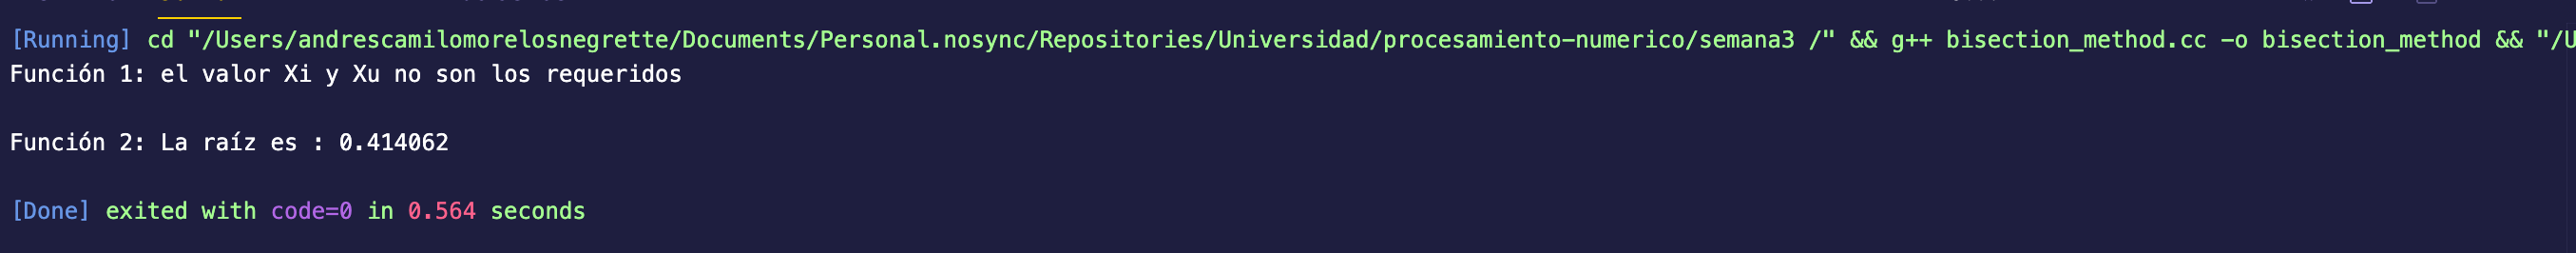 [Running] cd "/Users/andrescamilomorelosnegrette/Documents/Personal.nosync/Repositories/Universidad/procesamiento-numerico/semana3 /" && g++ bisection_method.cc -o bisection_method && "/U
Función 1: el valor Xi y Xu no son los requeridos
Función 2: La raíz es : 0.414062
[Done] exited with code=0 in 0.564 seconds